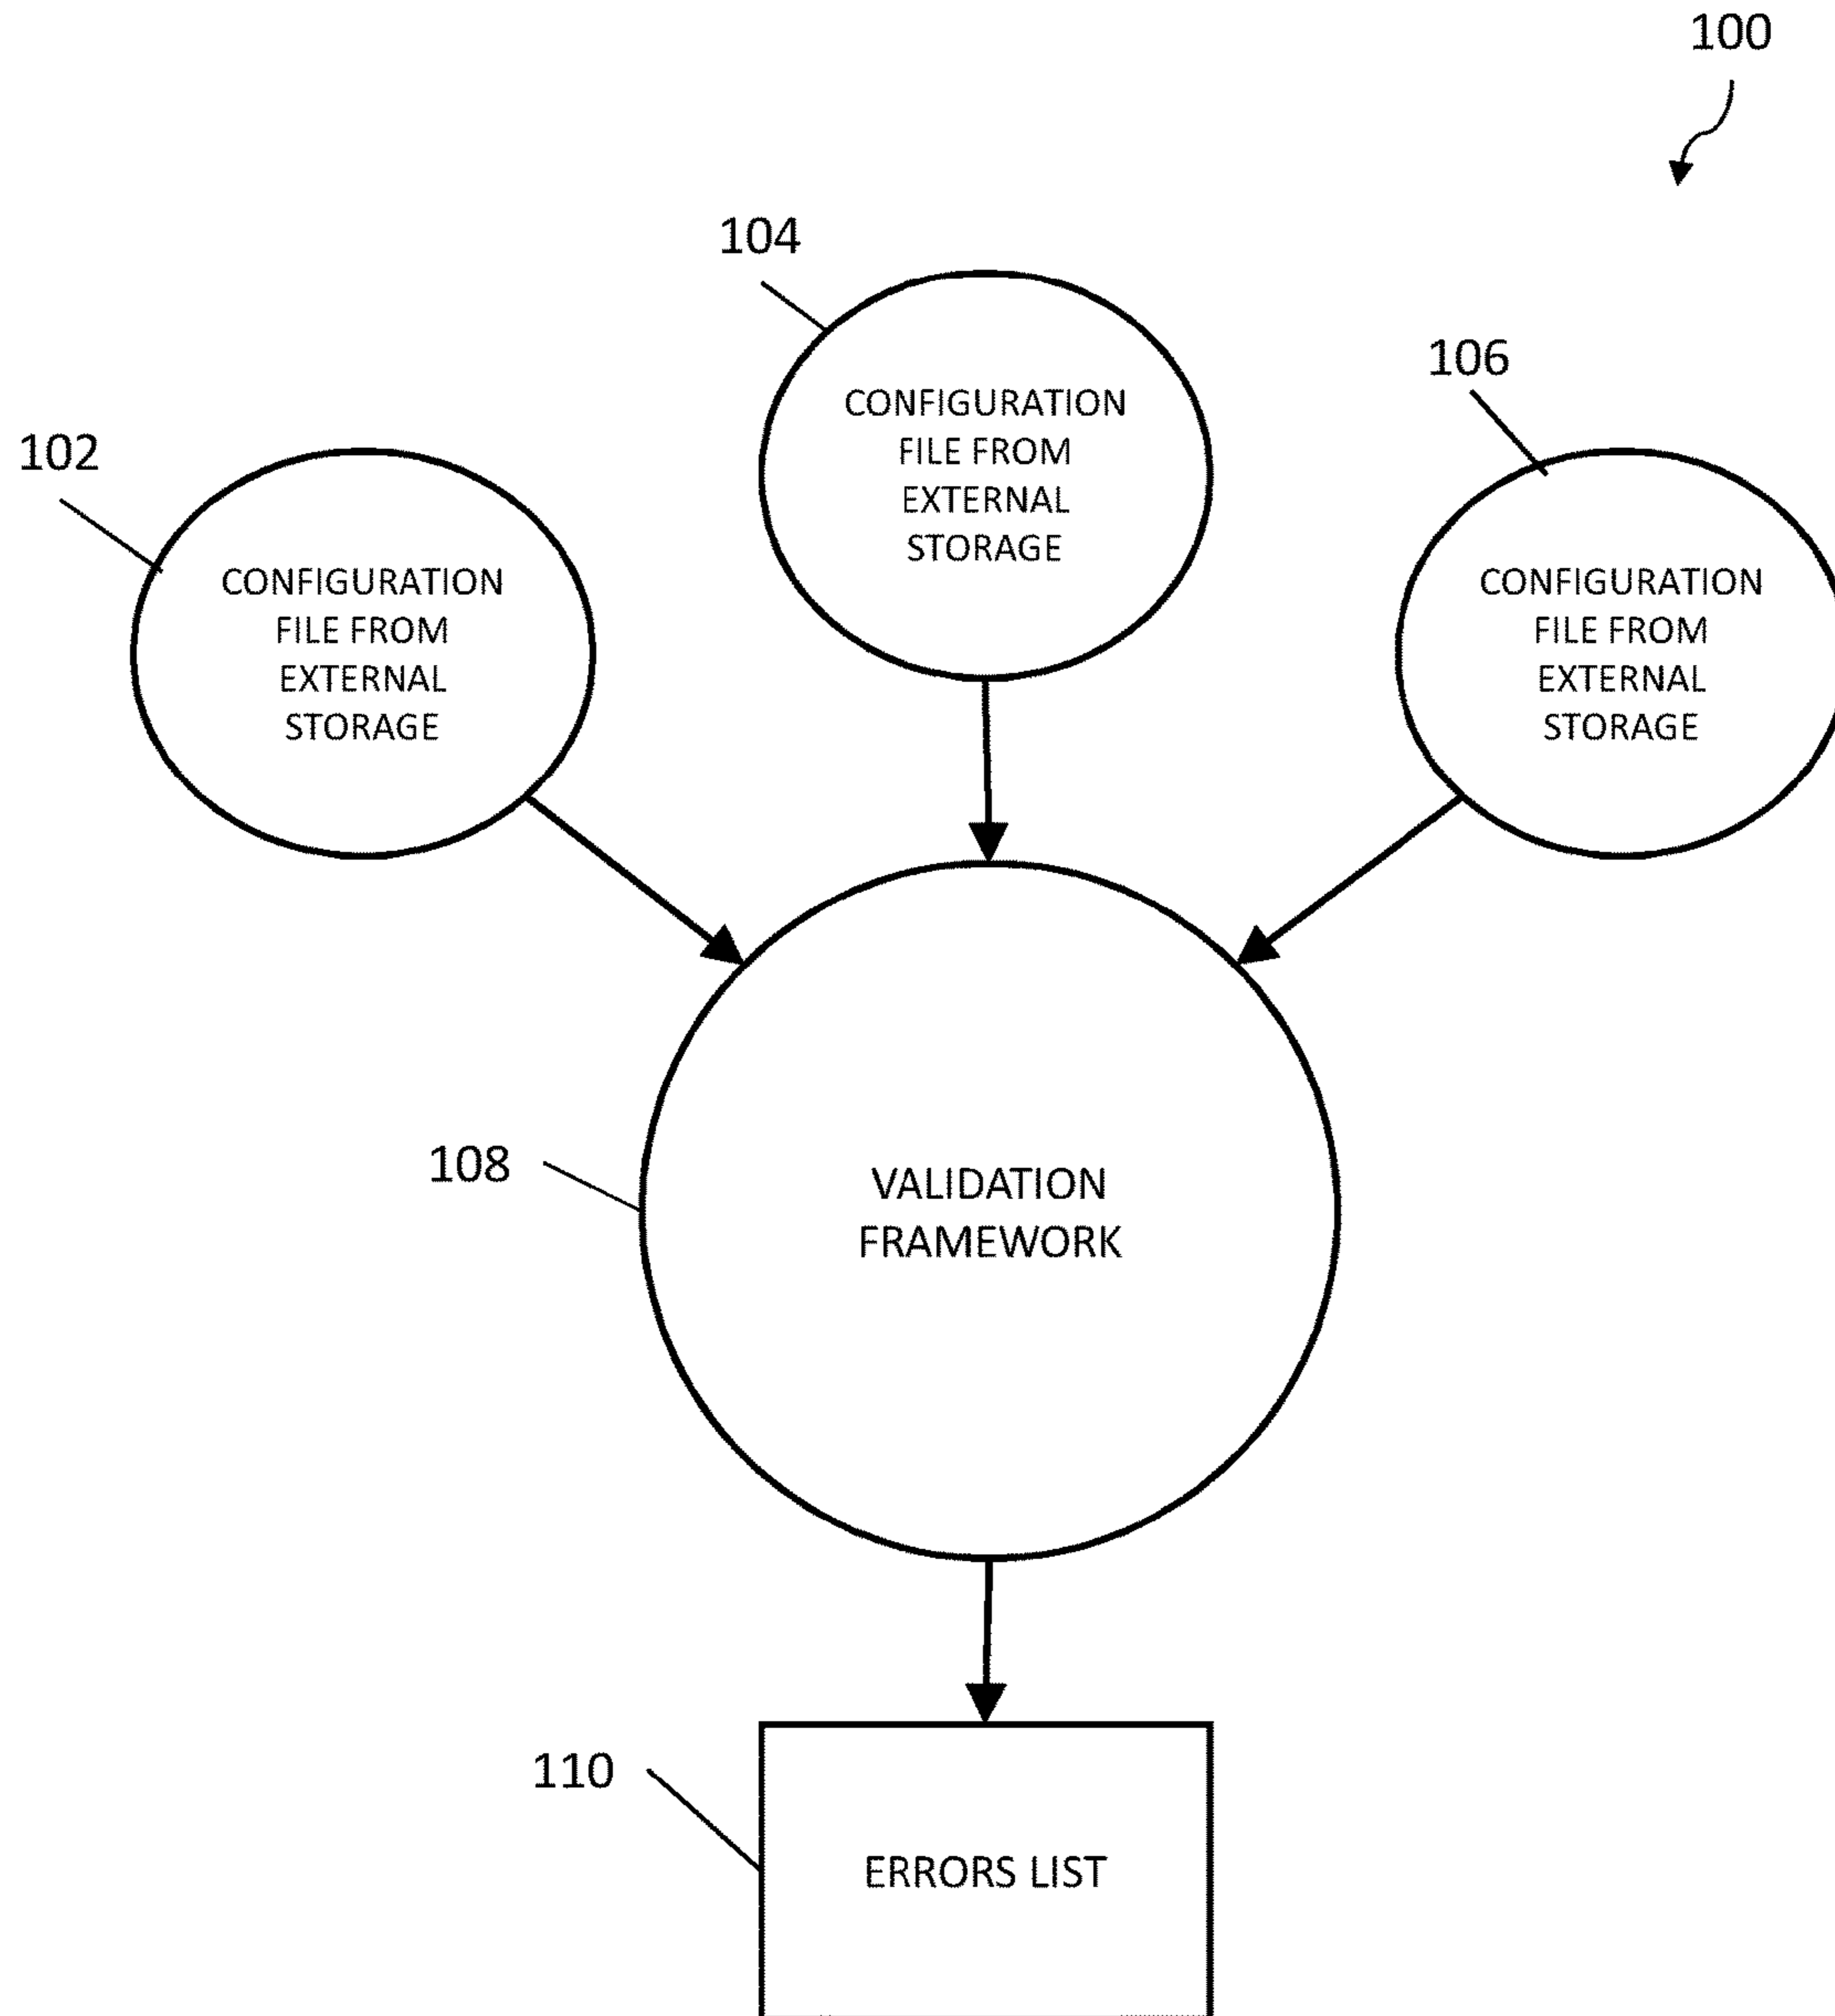 100
104
CONFIGURATION
FILE FROM
EXTERNAL
STORAGE
106
102
CONFIGURATION
FILE FROM
EXTERNAL
STORAGE
CONFIGURATION
FILE FROM
EXTERNAL
STORAGE
108
VALIDATION
FRAMEWORK
110
ERRORS LIST